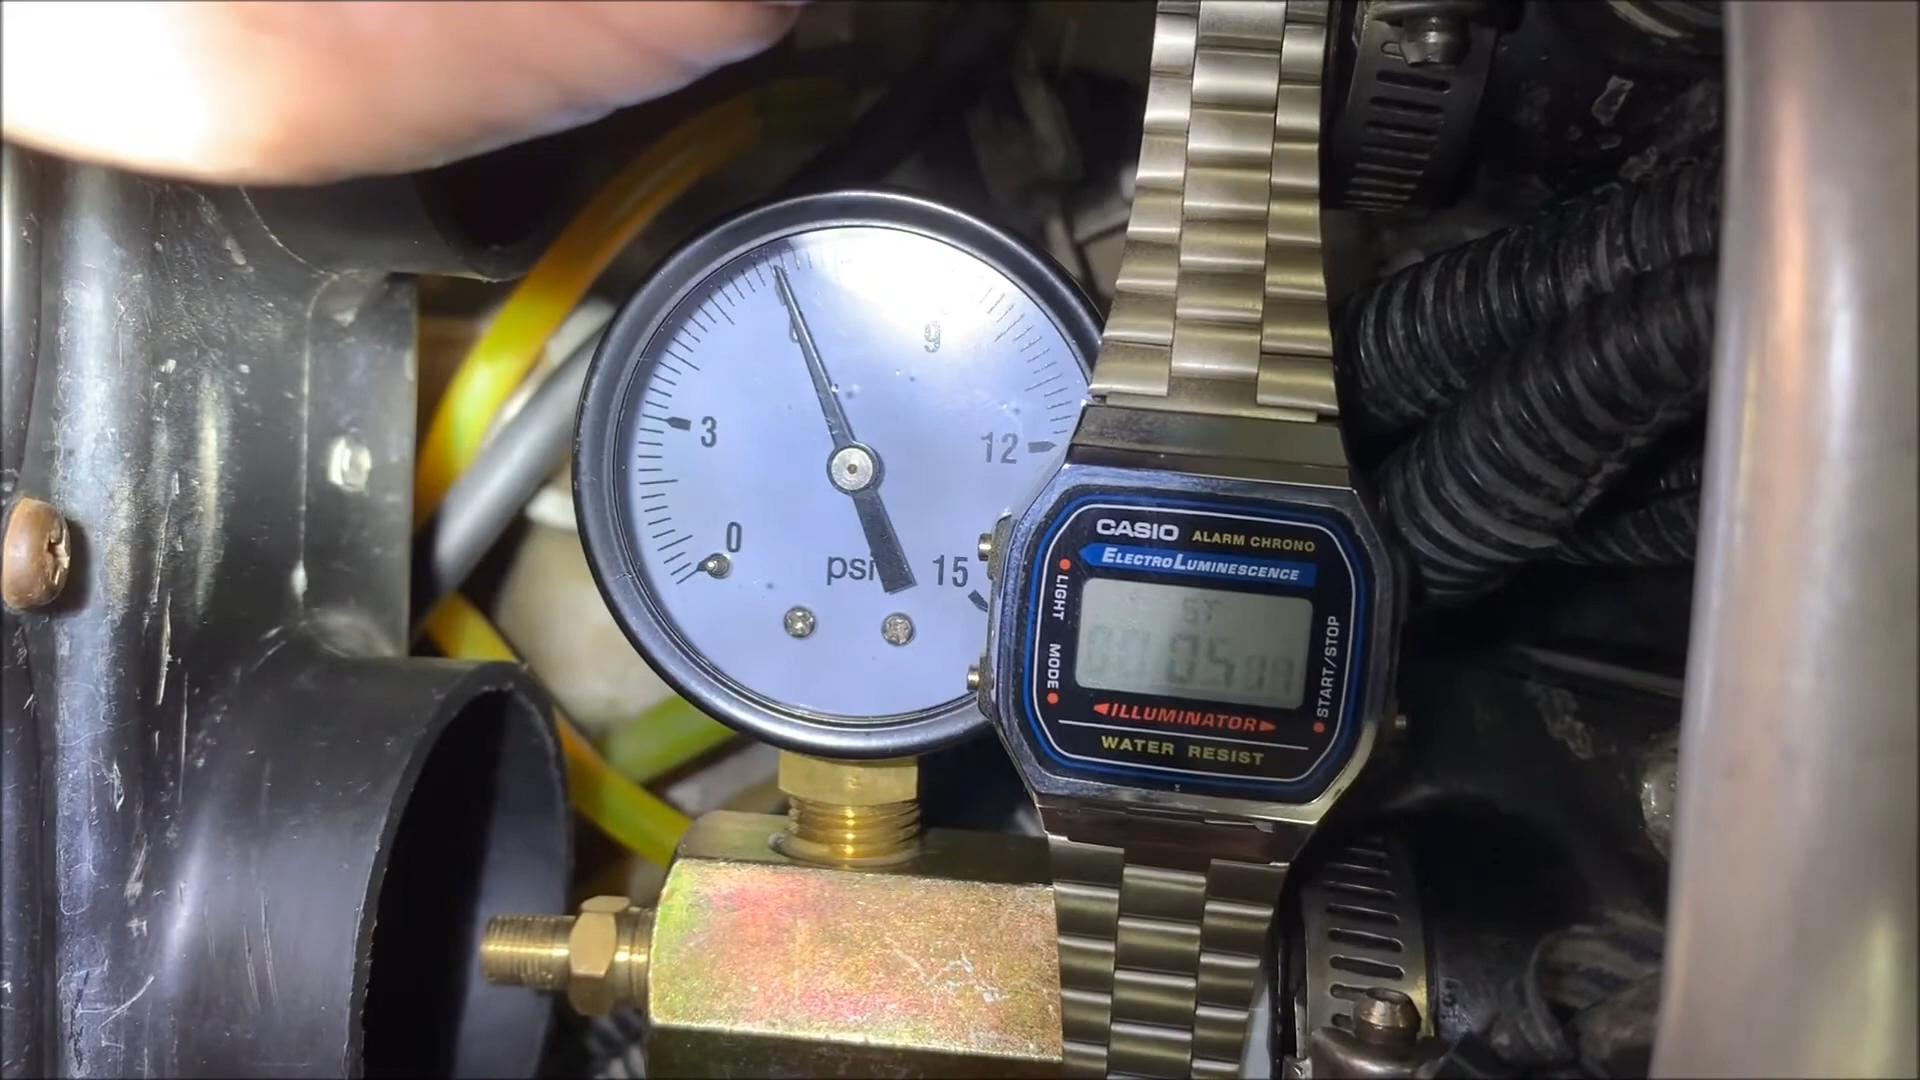 9
3
12
0
psi
15
CASIO ALARM CHRONO
ELECTROLUMINESCENCE
LIGHT
MODE
START/STOP
ST
ILLUMINATOR
WATER RESIST